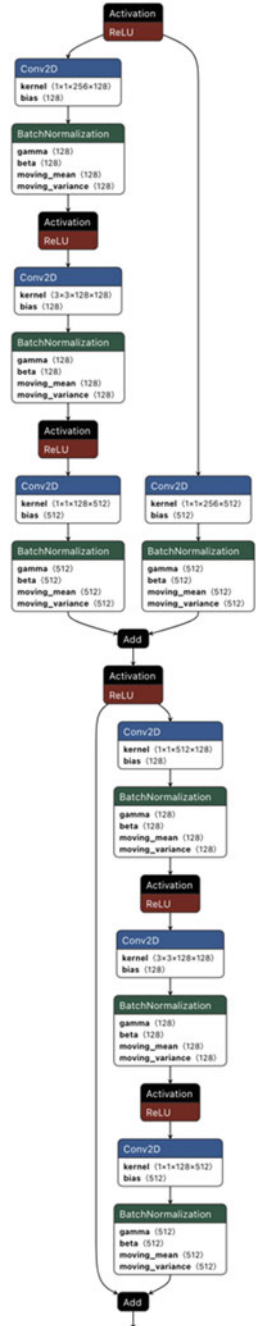 Activation
ReLU
Conv2D
kernel ⟨1×1×256×128⟩
bias ⟨128⟩
BatchNormalization
gamma ⟨128⟩
beta ⟨128⟩
moving_mean ⟨128⟩
moving_variance ⟨128⟩
Activation
ReLU
Conv2D
kernel ⟨3×3×128×128⟩
bias ⟨128⟩
BatchNormalization
gamma ⟨128⟩
beta ⟨128⟩
moving_mean ⟨128⟩
moving_variance ⟨128⟩
Activation
ReLU
Conv2D
kernel ⟨1×1×128×512⟩
bias ⟨512⟩
BatchNormalization
gamma ⟨512⟩
beta ⟨512⟩
moving_mean ⟨512⟩
moving_variance ⟨512⟩
Conv2D
kernel ⟨1×1×256×512⟩
bias ⟨512⟩
BatchNormalization
gamma ⟨512⟩
beta ⟨512⟩
moving_mean ⟨512⟩
moving_variance ⟨512⟩
Add
Activation
ReLU
Conv2D
kernel ⟨1×1×512×128⟩
bias ⟨128⟩
BatchNormalization
gamma ⟨128⟩
beta ⟨128⟩
moving_mean ⟨128⟩
moving_variance ⟨128⟩
Activation
ReLU
Conv2D
kernel ⟨3×3×128×128⟩
bias ⟨128⟩
BatchNormalization
gamma ⟨128⟩
beta ⟨128⟩
moving_mean ⟨128⟩
moving_variance ⟨128⟩
Activation
ReLU
Conv2D
kernel ⟨1×1×128×512⟩
bias ⟨512⟩
BatchNormalization
gamma ⟨512⟩
beta ⟨512⟩
moving_mean ⟨512⟩
moving_variance ⟨512⟩
Add